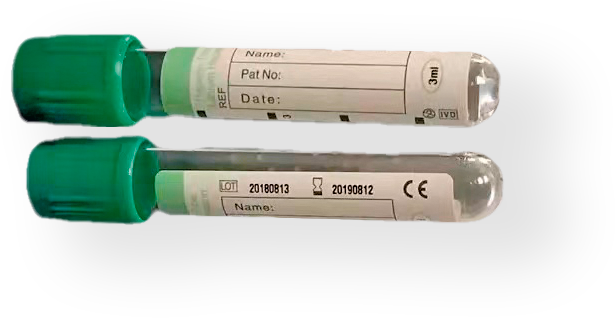 Name:
Pat No:
Date:
REF
3ml
IVD
LOT 20180813 20190812 CE
Name: